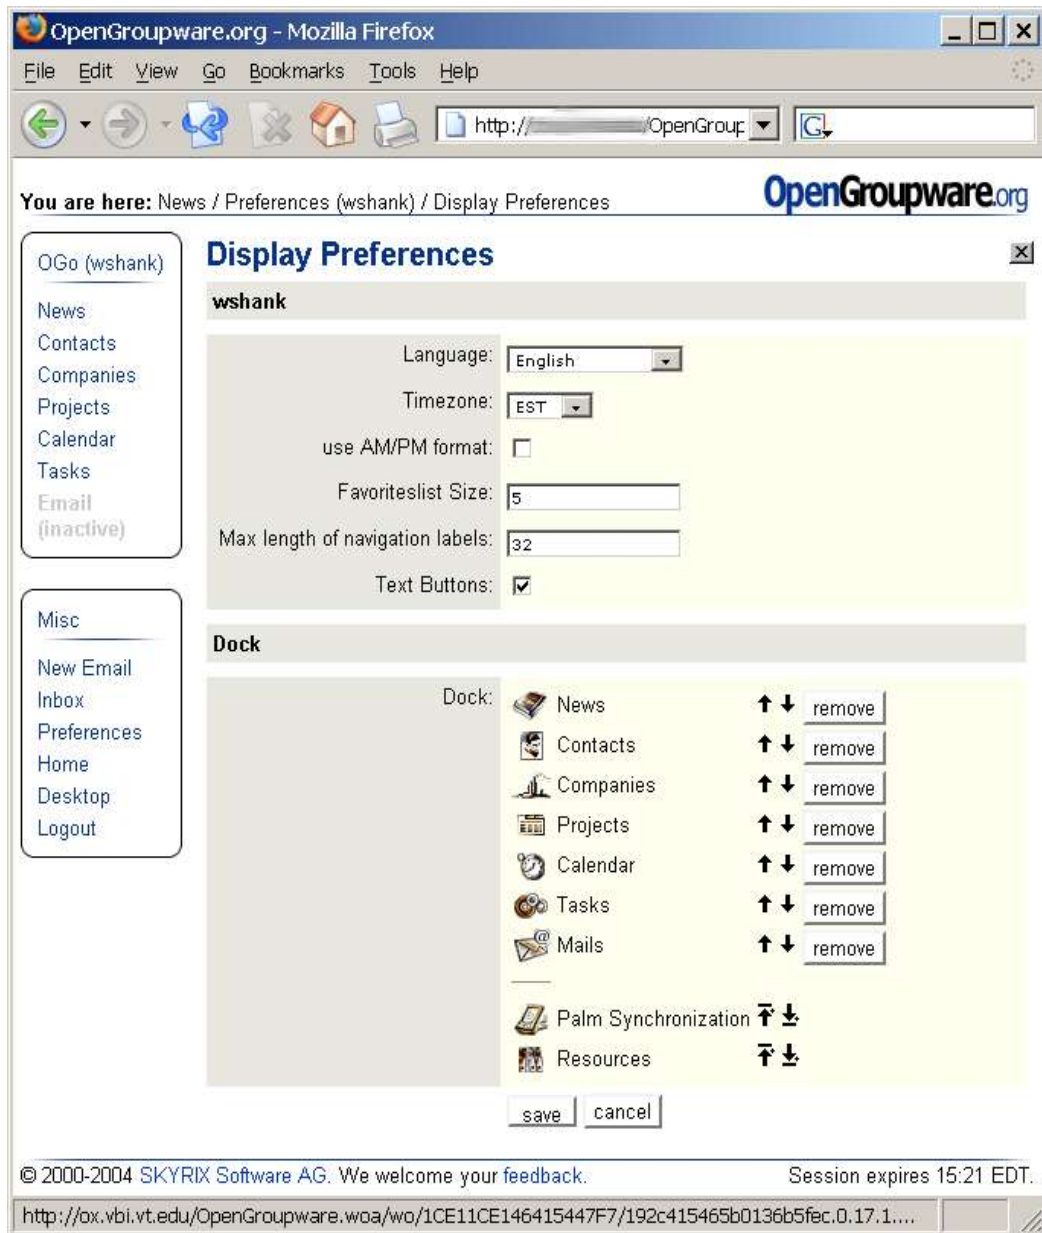 OpenGroupware.org - Mozilla Firefox
File Edit View Go Bookmarks Tools Help
http:// /OpenGroup
G
You are here: News / Preferences (wshank) / Display Preferences
OpenGroupware.org
OGo (wshank)
News
Contacts
Companies
Projects
Calendar
Tasks
Email
(inactive)
Misc
New Email
Inbox
Preferences
Home
Desktop
Logout
Display Preferences
wshank
Language: English
Timezone: EST
use AM/PM format:
Favoriteslist Size: 5
Max length of navigation labels: 32
Text Buttons:
Dock
Dock:
News remove
Contacts remove
Companies remove
Projects remove
Calendar remove
Tasks remove
Mails remove
Palm Synchronization
Resources
save cancel
© 2000-2004 SKYRIX Software AG. We welcome your feedback. Session expires 15:21 EDT.
http://ox.vbi.vt.edu/OpenGroupware.woa/wo/1CE11CE146415447F7/192c415465b0136b5fec.0.17.1....